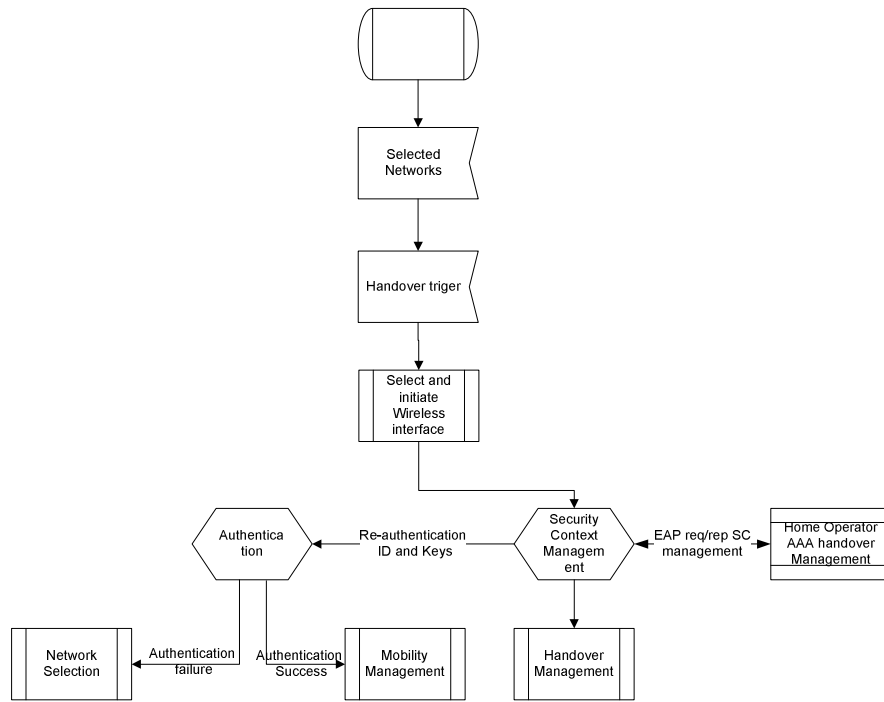 Selected
Networks
Handover triger
Select and
initiate
Wireless
interface
Authentica
tion
Re-authentication
ID and Keys
Security
Context
Managem
ent
EAP req/rep SC
management
Home Operator
AAA handover
Management
Network
Selection
Authentication
failure
Authentication
Success
Mobility
Management
Handover
Management